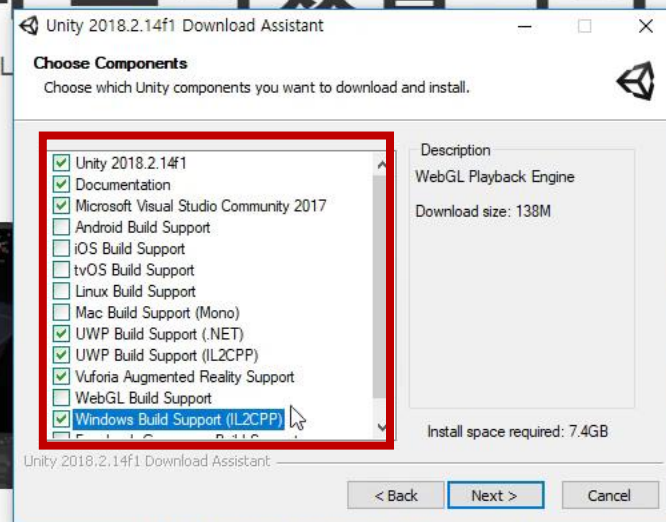 Unity 2018.2.14f1 Download Assistant
Choose Components
Choose which Unity components you want to download and install.
Unity 2018.2.14f1
Documentation
Microsoft Visual Studio Community 2017
Android Build Support
iOS Build Support
tvOS Build Support
Linux Build Support
Mac Build Support (Mono)
UWP Build Support (.NET)
UWP Build Support (IL2CPP)
Vuforia Augmented Reality Support
WebGL Build Support
Windows Build Support (IL2CPP)
Description
WebGL Playback Engine
Download size: 138M
Install space required: 7.4GB
Unity 2018.2.14f1 Download Assistant
< Back
Next >
Cancel